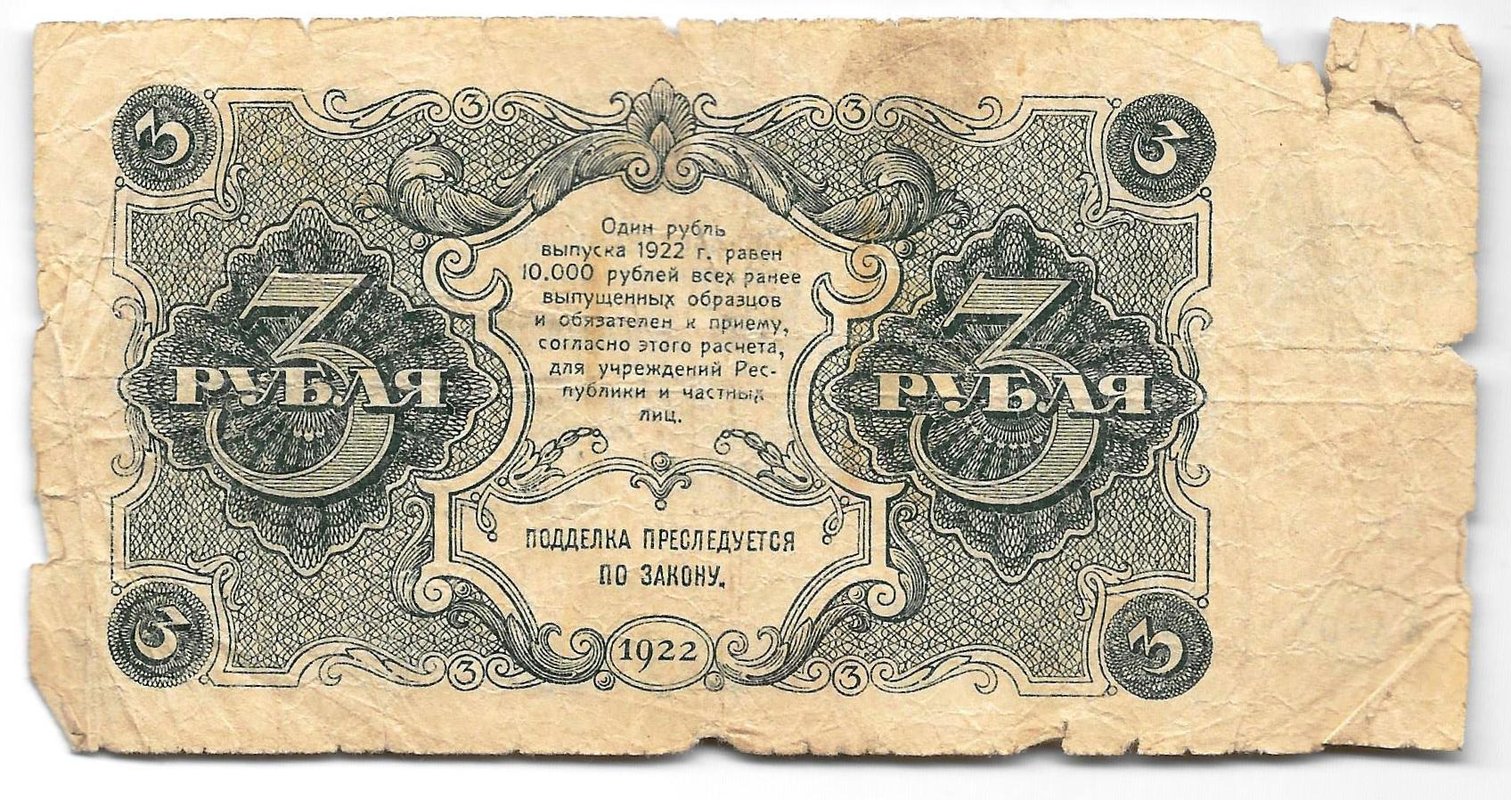 3 3 3 3
Один рубль
выпуска 1922 г. равен
10.000 рублей всех ранее
выпущенных образцов
и обязателен к приему,
согласно этого расчета,
для учреждений Рес-
публики и частных
лиц.
3 3
РУБЛЯ РУБЛЯ
ПОДДЕЛКА ПРЕСЛЕДУЕТСЯ
ПО ЗАКОНУ.
3 3 1922 3 3